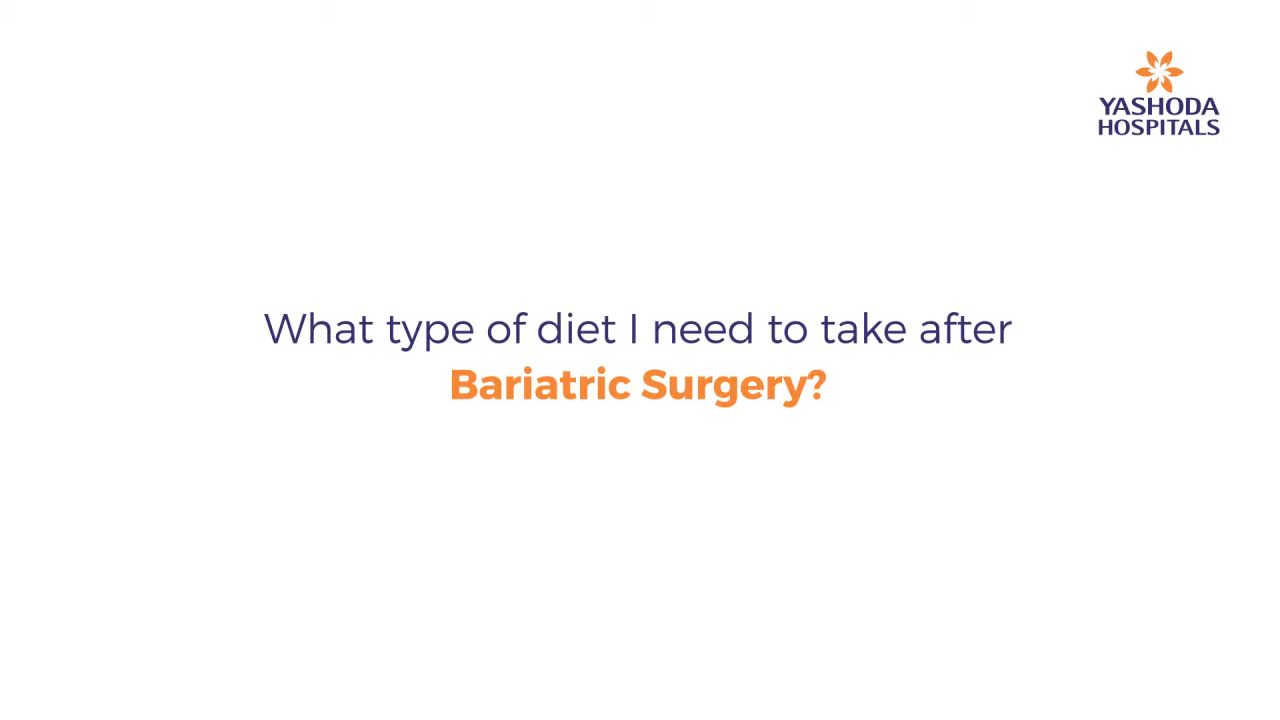 YASHODA
HOSPITALS
What type of diet I need to take after
Bariatric Surgery?